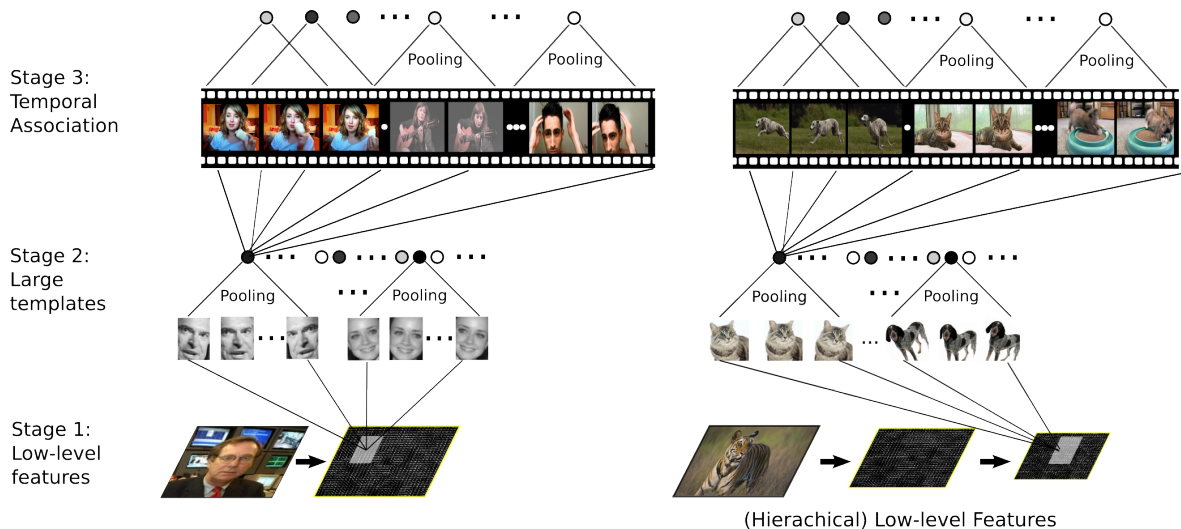 Stage 3:
Temporal
Association
Pooling
Pooling
Pooling
Pooling
Stage 2:
Large
templates
Pooling
Pooling
Pooling
Pooling
Stage 1:
Low-level
features
(Hierachical) Low-level Features